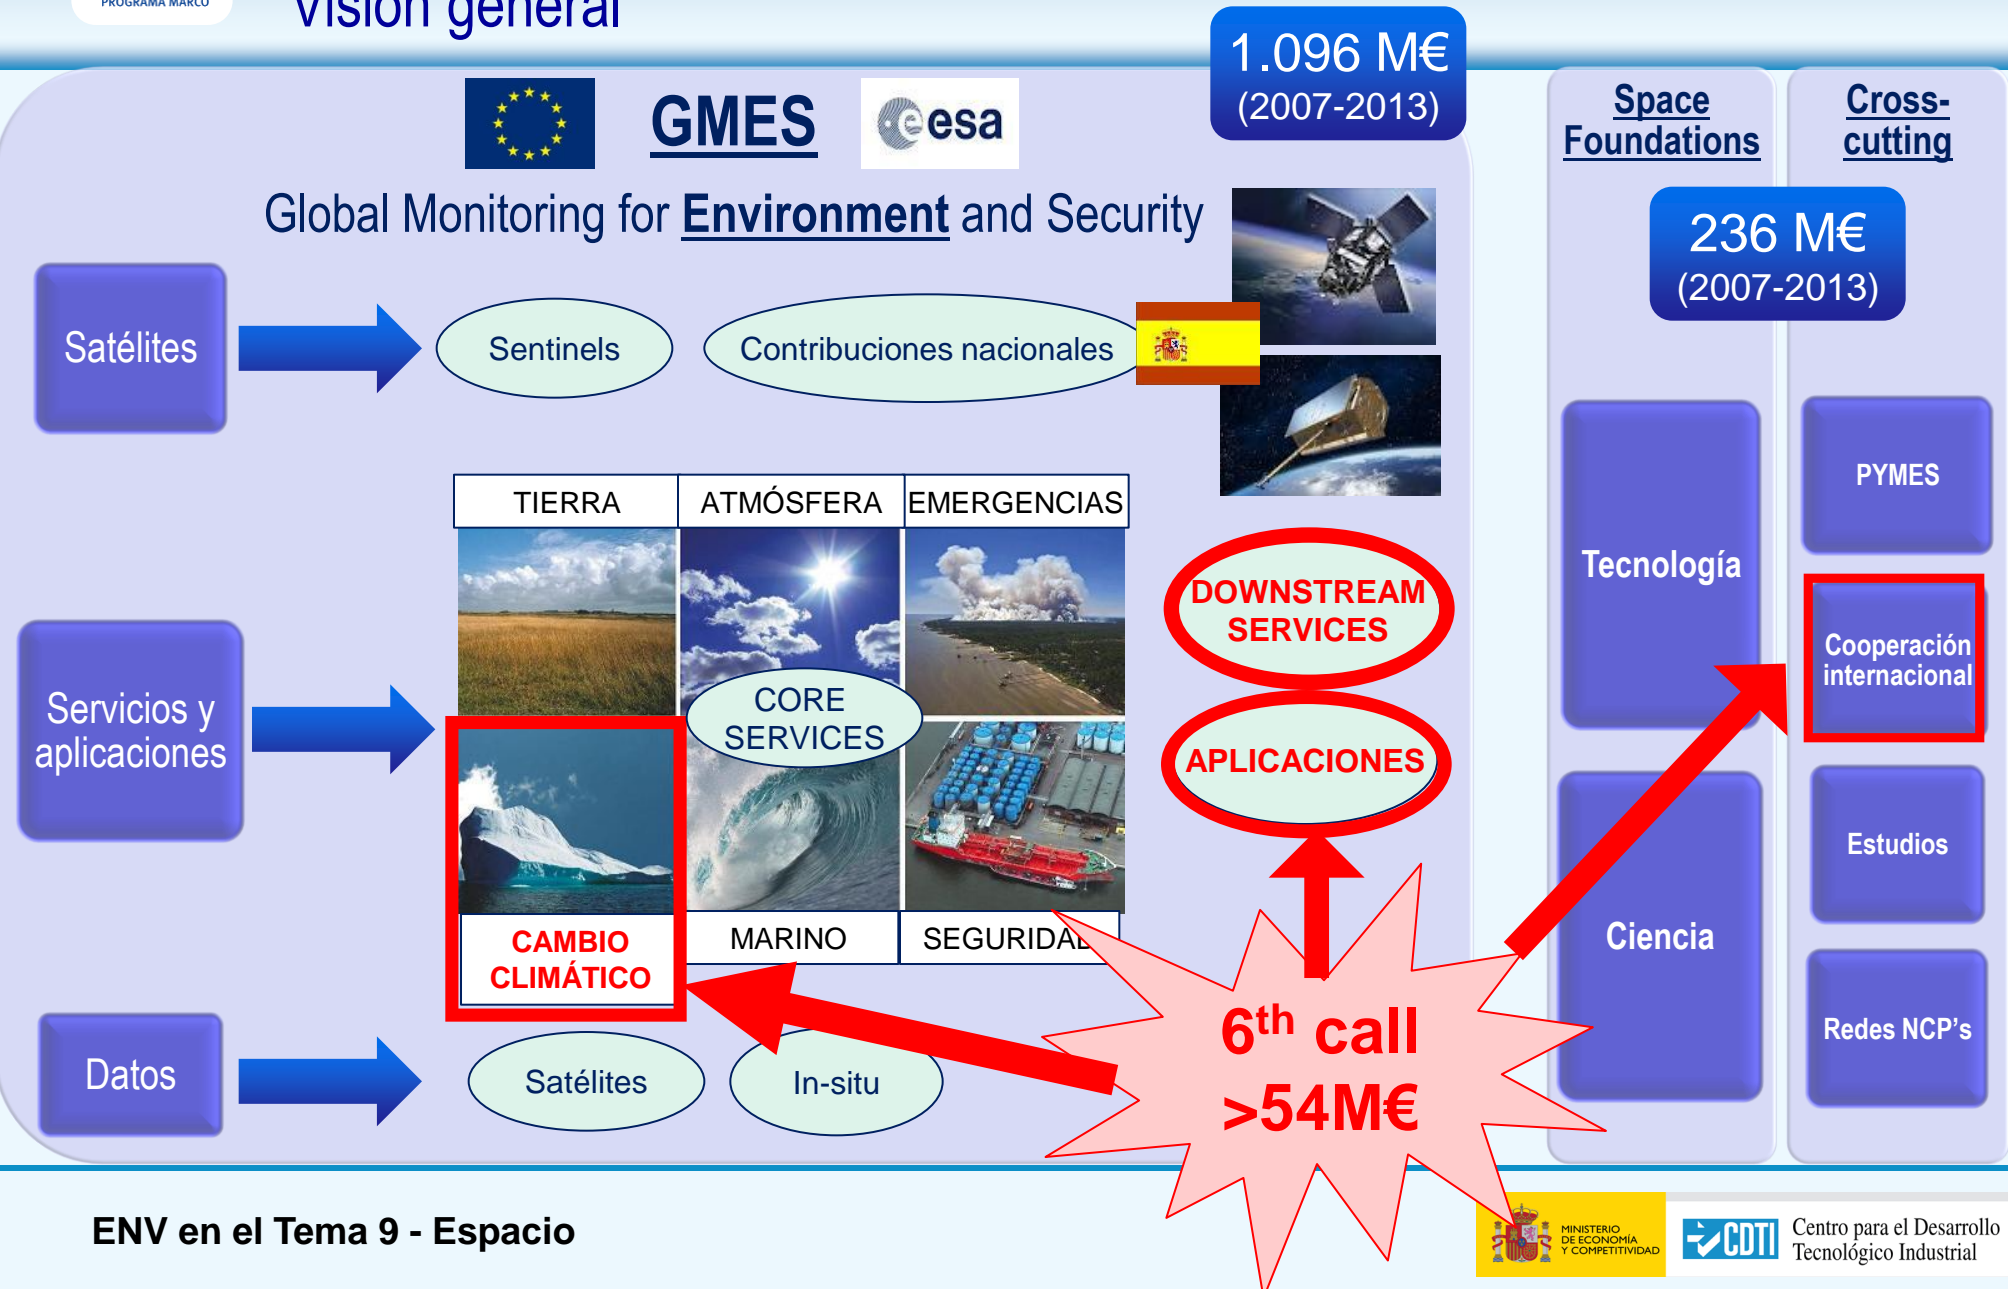 PROGRAMA MARCO
Visión general
1.096 M€
(2007-2013)
GMES
esa
Global Monitoring for Environment and Security
Space
Foundations
Cross-
cutting
236 M€
(2007-2013)
Satélites
Sentinels
Contribuciones nacionales
TIERRA
ATMÓSFERA
EMERGENCIAS
CORE
SERVICES
DOWNSTREAM
SERVICES
APLICACIONES
Servicios y
aplicaciones
CAMBIO
CLIMÁTICO
MARINO
SEGURIDAD
Datos
Satélites
In-situ
6th call
>54M€
Tecnología
Ciencia
PYMES
Cooperación
internacional
Estudios
Redes NCP's
ENV en el Tema 9 - Espacio
MINISTERIO
DE ECONOMÍA
Y COMPETITIVIDAD
CDTI
Centro para el Desarrollo
Tecnológico Industrial